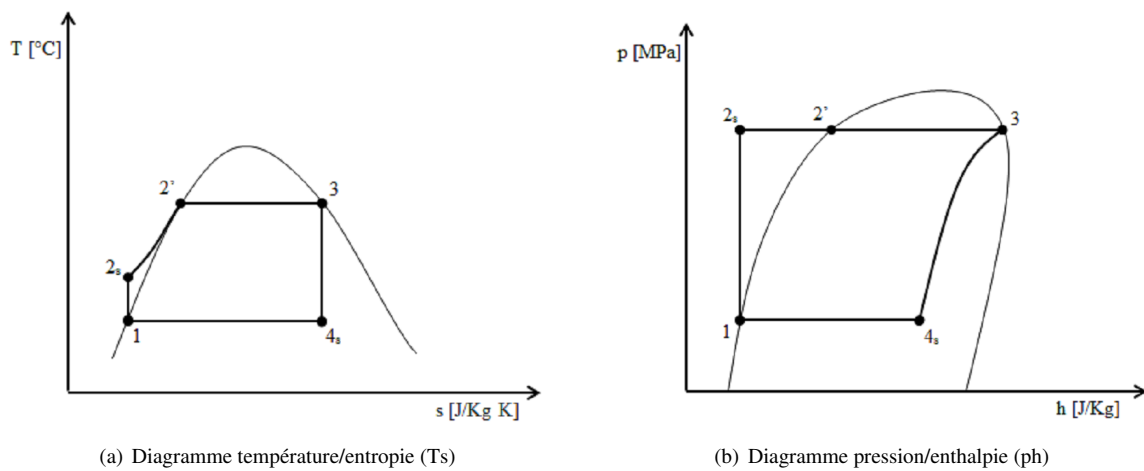 T [°C]
2'
3
2s
1
4s
s [J/Kg K]
(a) Diagramme température/entropie (Ts)
p [MPa]
2s
2'
3
1
4s
h [J/Kg]
(b) Diagramme pression/enthalpie (ph)